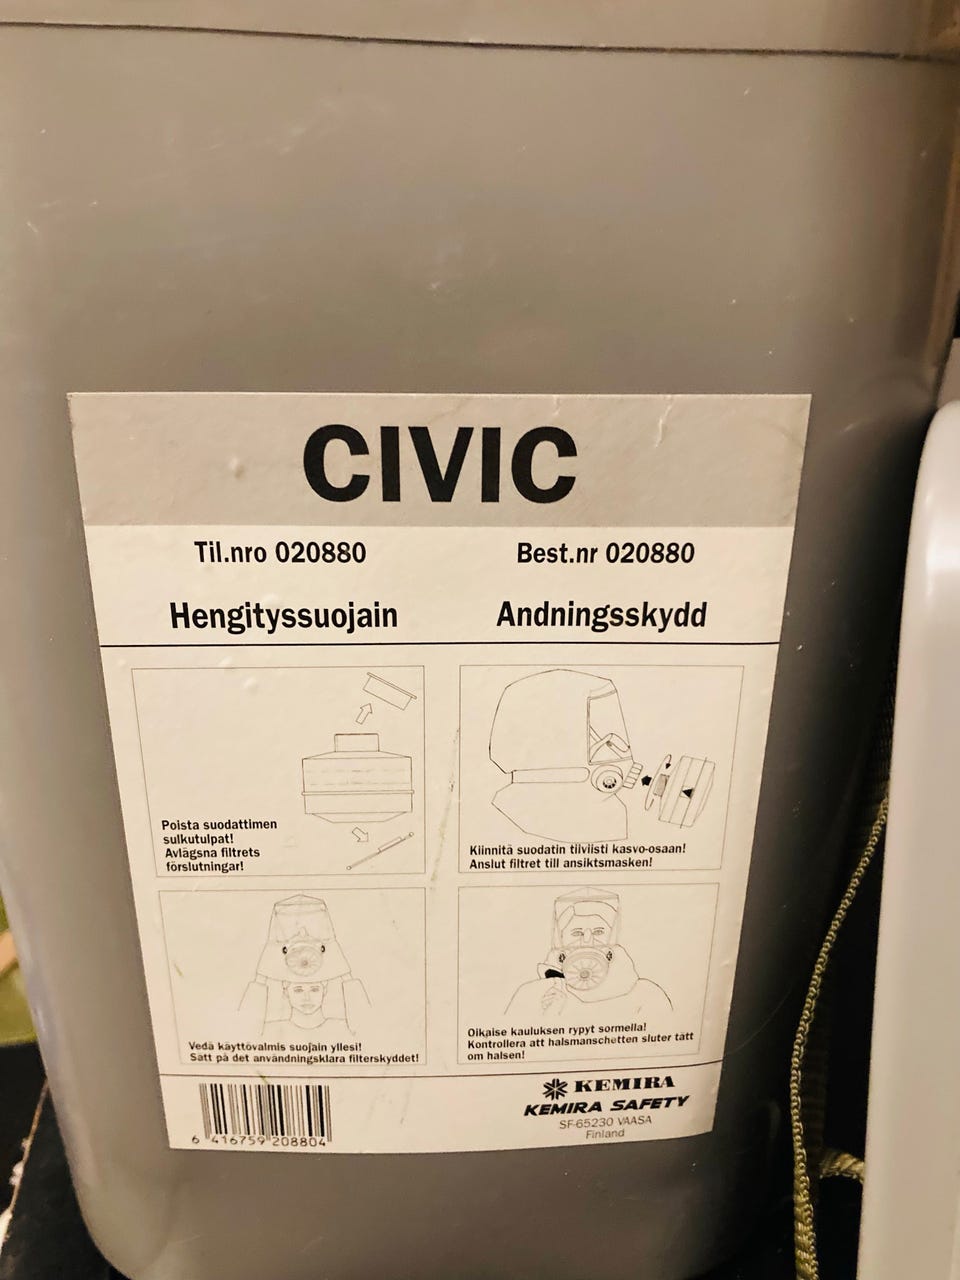 CIVIC
Til.nro 020880
Best.nr 020880
Hengityssuojain
Andningsskydd
Poista suodattimen
sulkutulpat!
Avlägsna filtrets
förslutningar!
Kiinnitä suodatin tiiviisti kasvo-osaan!
Anslut filtret till ansiktsmasken!
Vedä käyttövalmis suojain yllesi!
Sätt på det användningsklara filterskyddet!
Oikaise kauluksen rypyt sormella!
Kontrollera att halsmanschetten sluter tätt
om halsen!
6 416759 208804
KEMIRA
KEMIRA SAFETY
SF-65230 VAASA
Finland